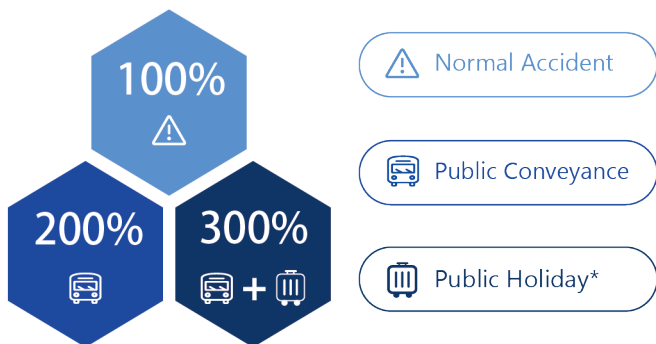 100%
200%
300%
+
Normal Accident
Public Conveyance
Public Holiday*